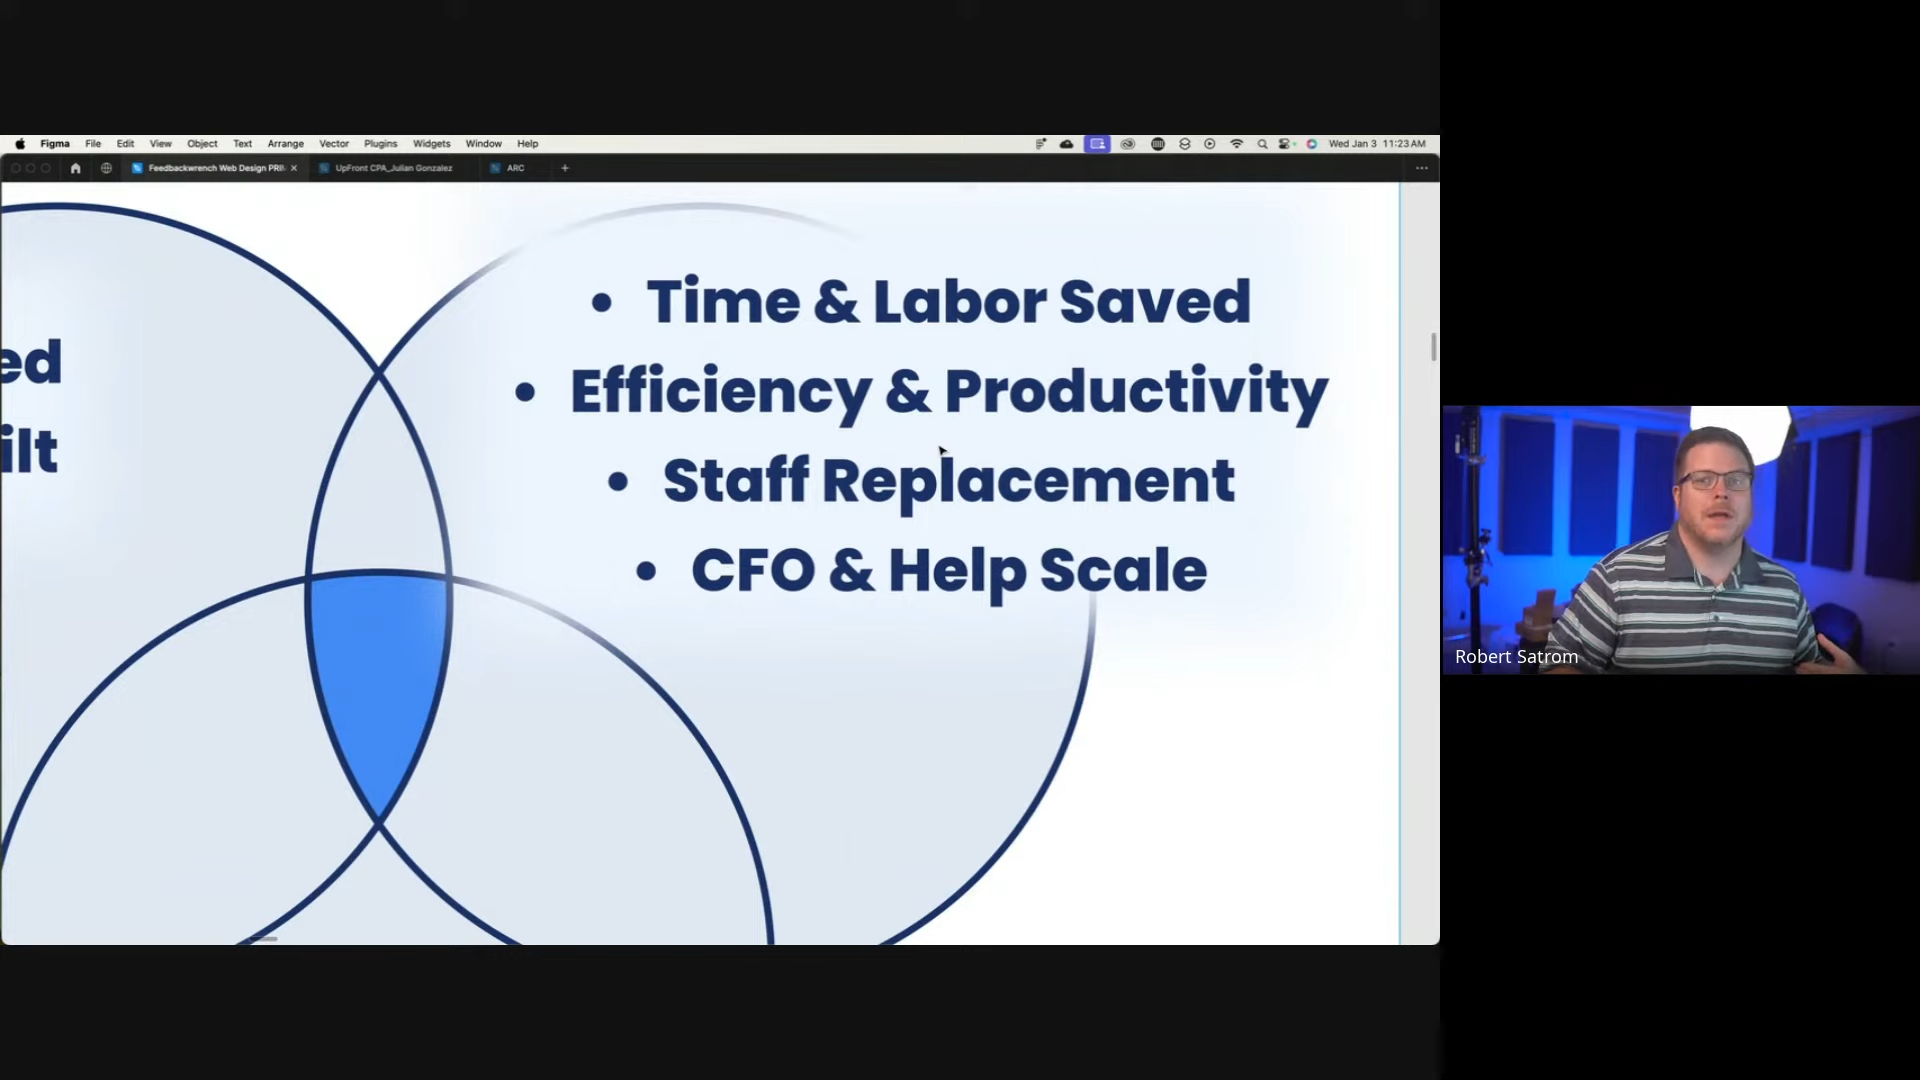 Figma File Edit View Object Text Arrange Vector Plugins Widgets Window Help Wed Jan 3 11:23 AM
Feedbackwrench Web Design PRI UpFront CPA_Julian Gonzalez ARC
• Time & Labor Saved
ed
• Efficiency & Productivity
ilt
• Staff Replacement
• CFO & Help Scale
Robert Satrom